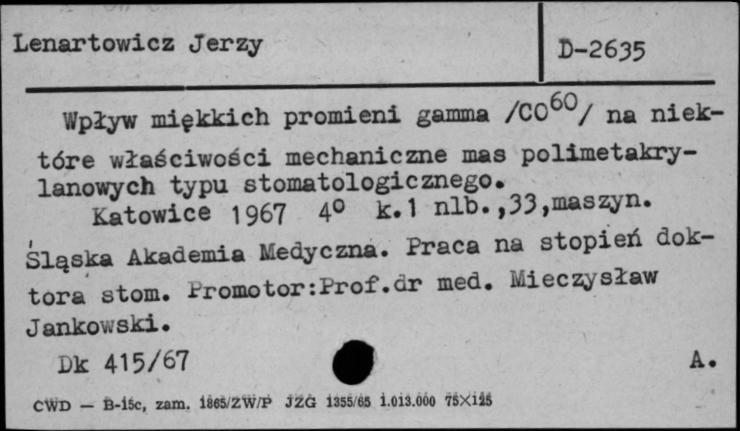 Lenartowicz Jerzy
D-2635
Wpływ miękkich promieni gamma /CO⁶⁰/ na niek-
tóre właściwości mechaniczne mas polimetakry-
lanowych typu stomatologicznego.
Katowice 1967 4° k.1 nlb.,33,maszyn.
Śląska Akademia Medyczna. Praca na stopień dok-
tora stom. Promotor:Prof.dr med. Mieczysław
Jankowski.
Dk 415/67
A.
CWD — B-15c, zam. 1865/ZW/P JZG 1355/65 1.013.000 75X125